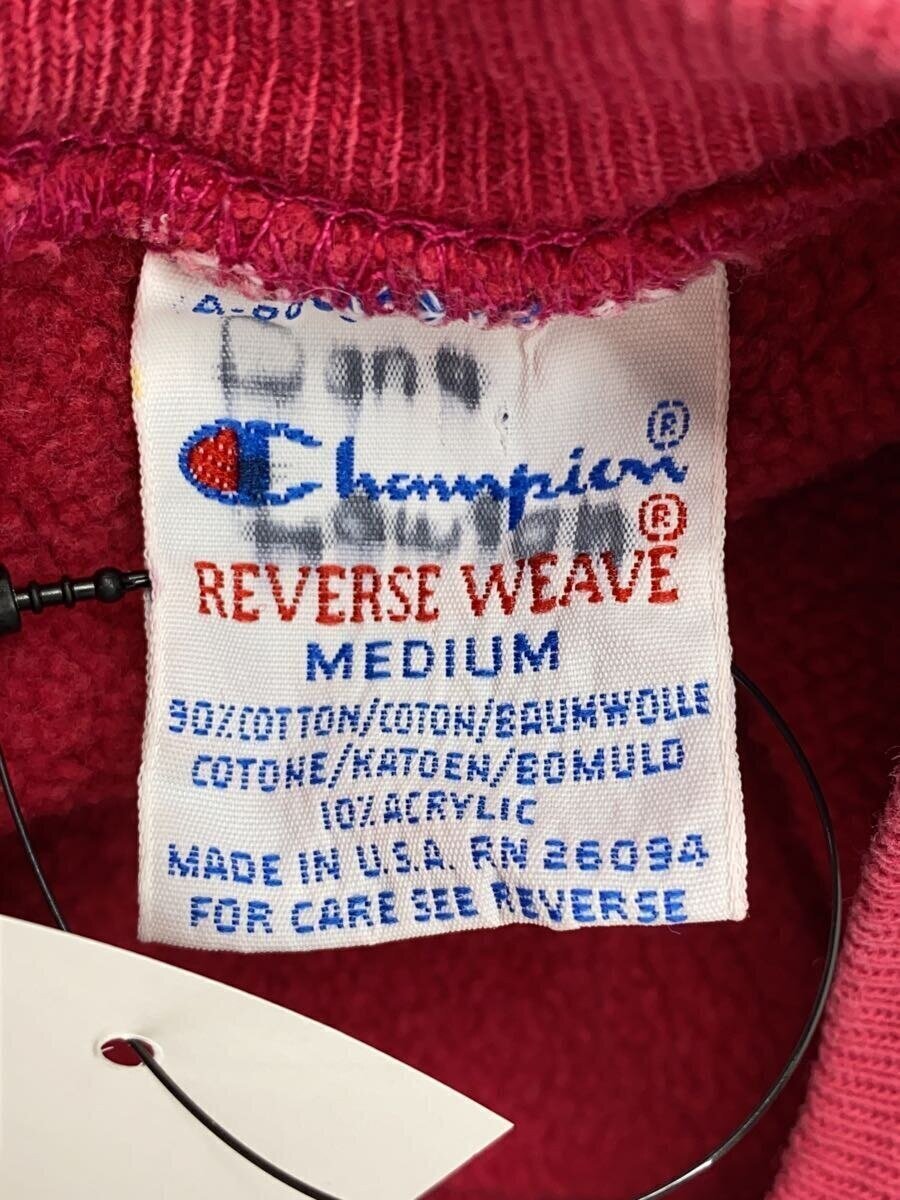 Dana
Champion®
REVERSE WEAVE®
MEDIUM
90% COTTON/COTON/BAUMWOLLE
COTONE/KATOEN/BOMULD
10% ACRYLIC
MADE IN U.S.A. RN 26094
FOR CARE SEE REVERSE